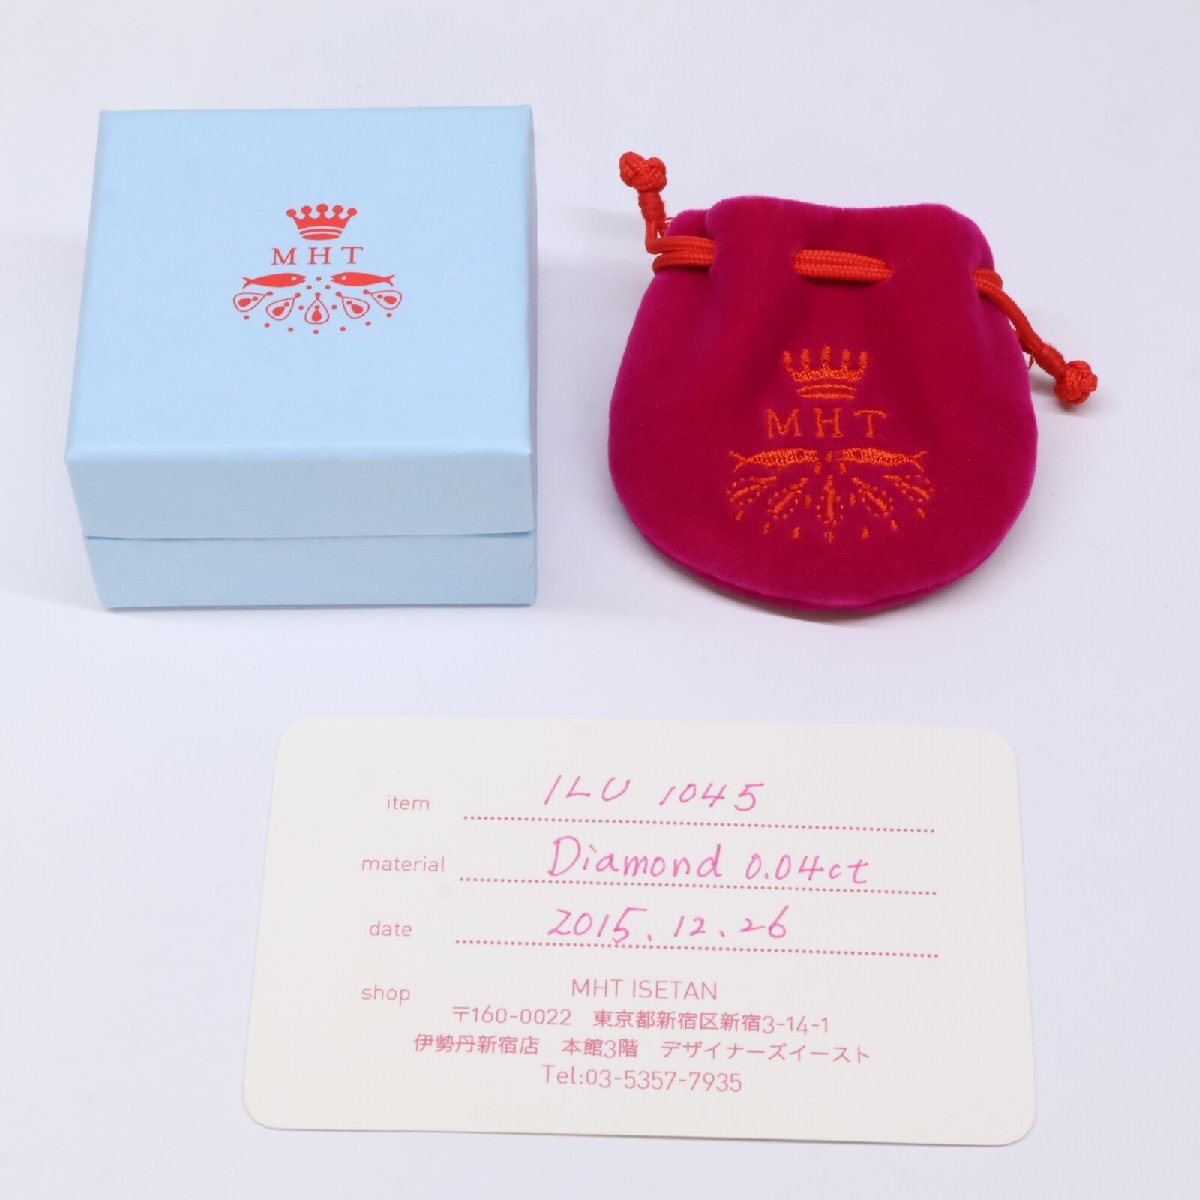 MHT
MHT
item 1LU 1045
material Diamond 0.04ct
date 2015.12.26
shop MHT ISETAN
〒160-0022 東京都新宿区新宿3-14-1
伊勢丹新宿店 本館3階 デザイナーズイースト
Tel:03-5357-7935